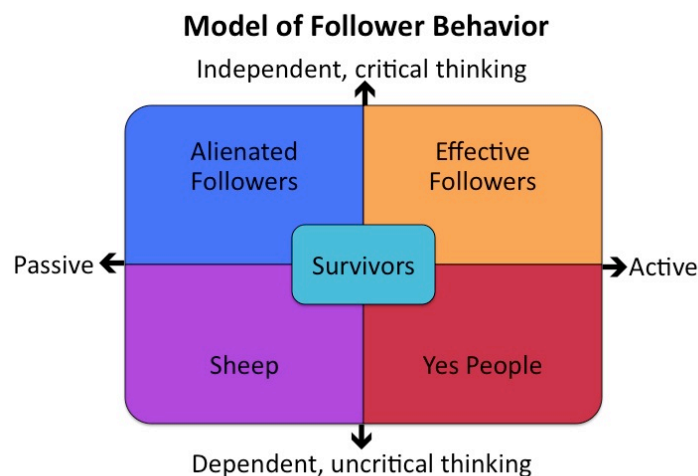 Model of Follower Behavior
Independent, critical thinking
Alienated
Followers
Effective
Followers
Passive
Survivors
Active
Sheep
Yes People
Dependent, uncritical thinking